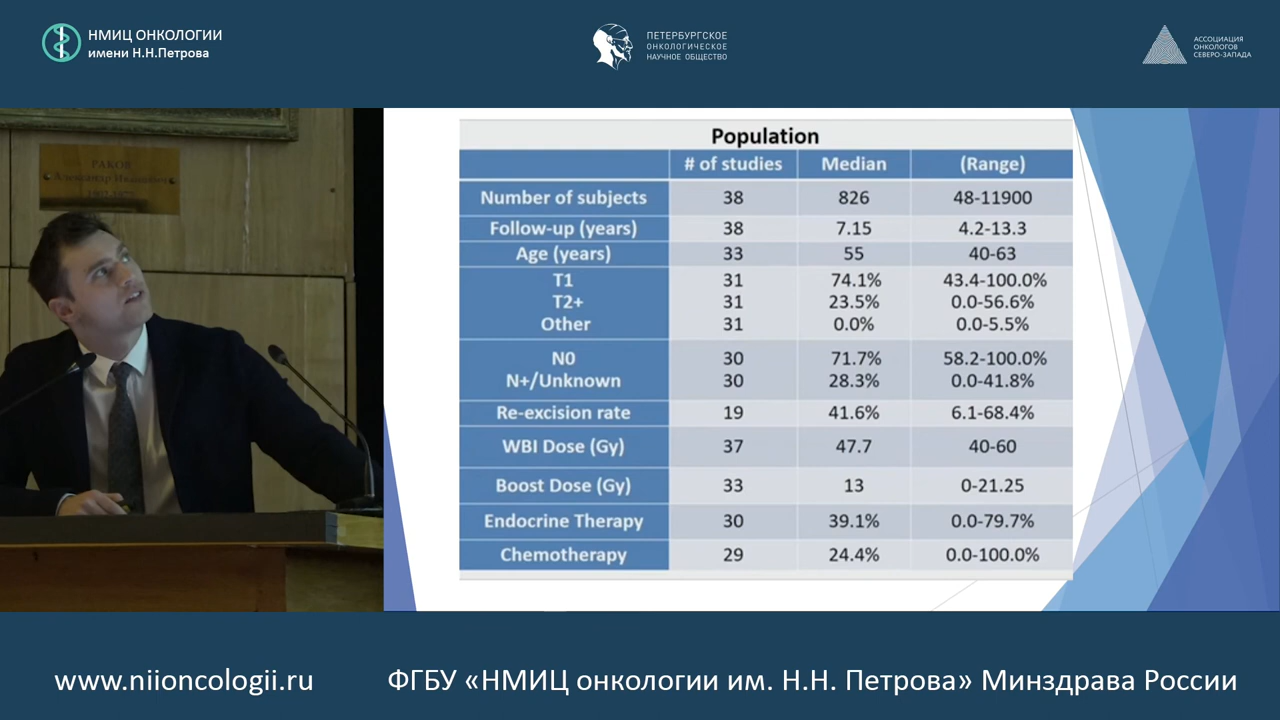 НМИЦ ОНКОЛОГИИ
имени Н.Н.Петрова
ПЕТЕРБУРГСКОЕ
ОНКОЛОГИЧЕСКОЕ
НАУЧНОЕ ОБЩЕСТВО
АССОЦИАЦИЯ
ОНКОЛОГОВ
СЕВЕРО-ЗАПАДА
РАКОВ
Александр Иванович
Population
# of studies Median (Range)
Number of subjects 38 826 48-11900
Follow-up (years) 38 7.15 4.2-13.3
Age (years) 33 55 40-63
T1 31 74.1% 43.4-100.0%
T2+ 31 23.5% 0.0-56.6%
Other 31 0.0% 0.0-5.5%
N0 30 71.7% 58.2-100.0%
N+/Unknown 30 28.3% 0.0-41.8%
Re-excision rate 19 41.6% 6.1-68.4%
WBI Dose (Gy) 37 47.7 40-60
Boost Dose (Gy) 33 13 0-21.25
Endocrine Therapy 30 39.1% 0.0-79.7%
Chemotherapy 29 24.4% 0.0-100.0%
www.niioncologii.ru ФГБУ «НМИЦ онкологии им. Н.Н. Петрова» Минздрава России